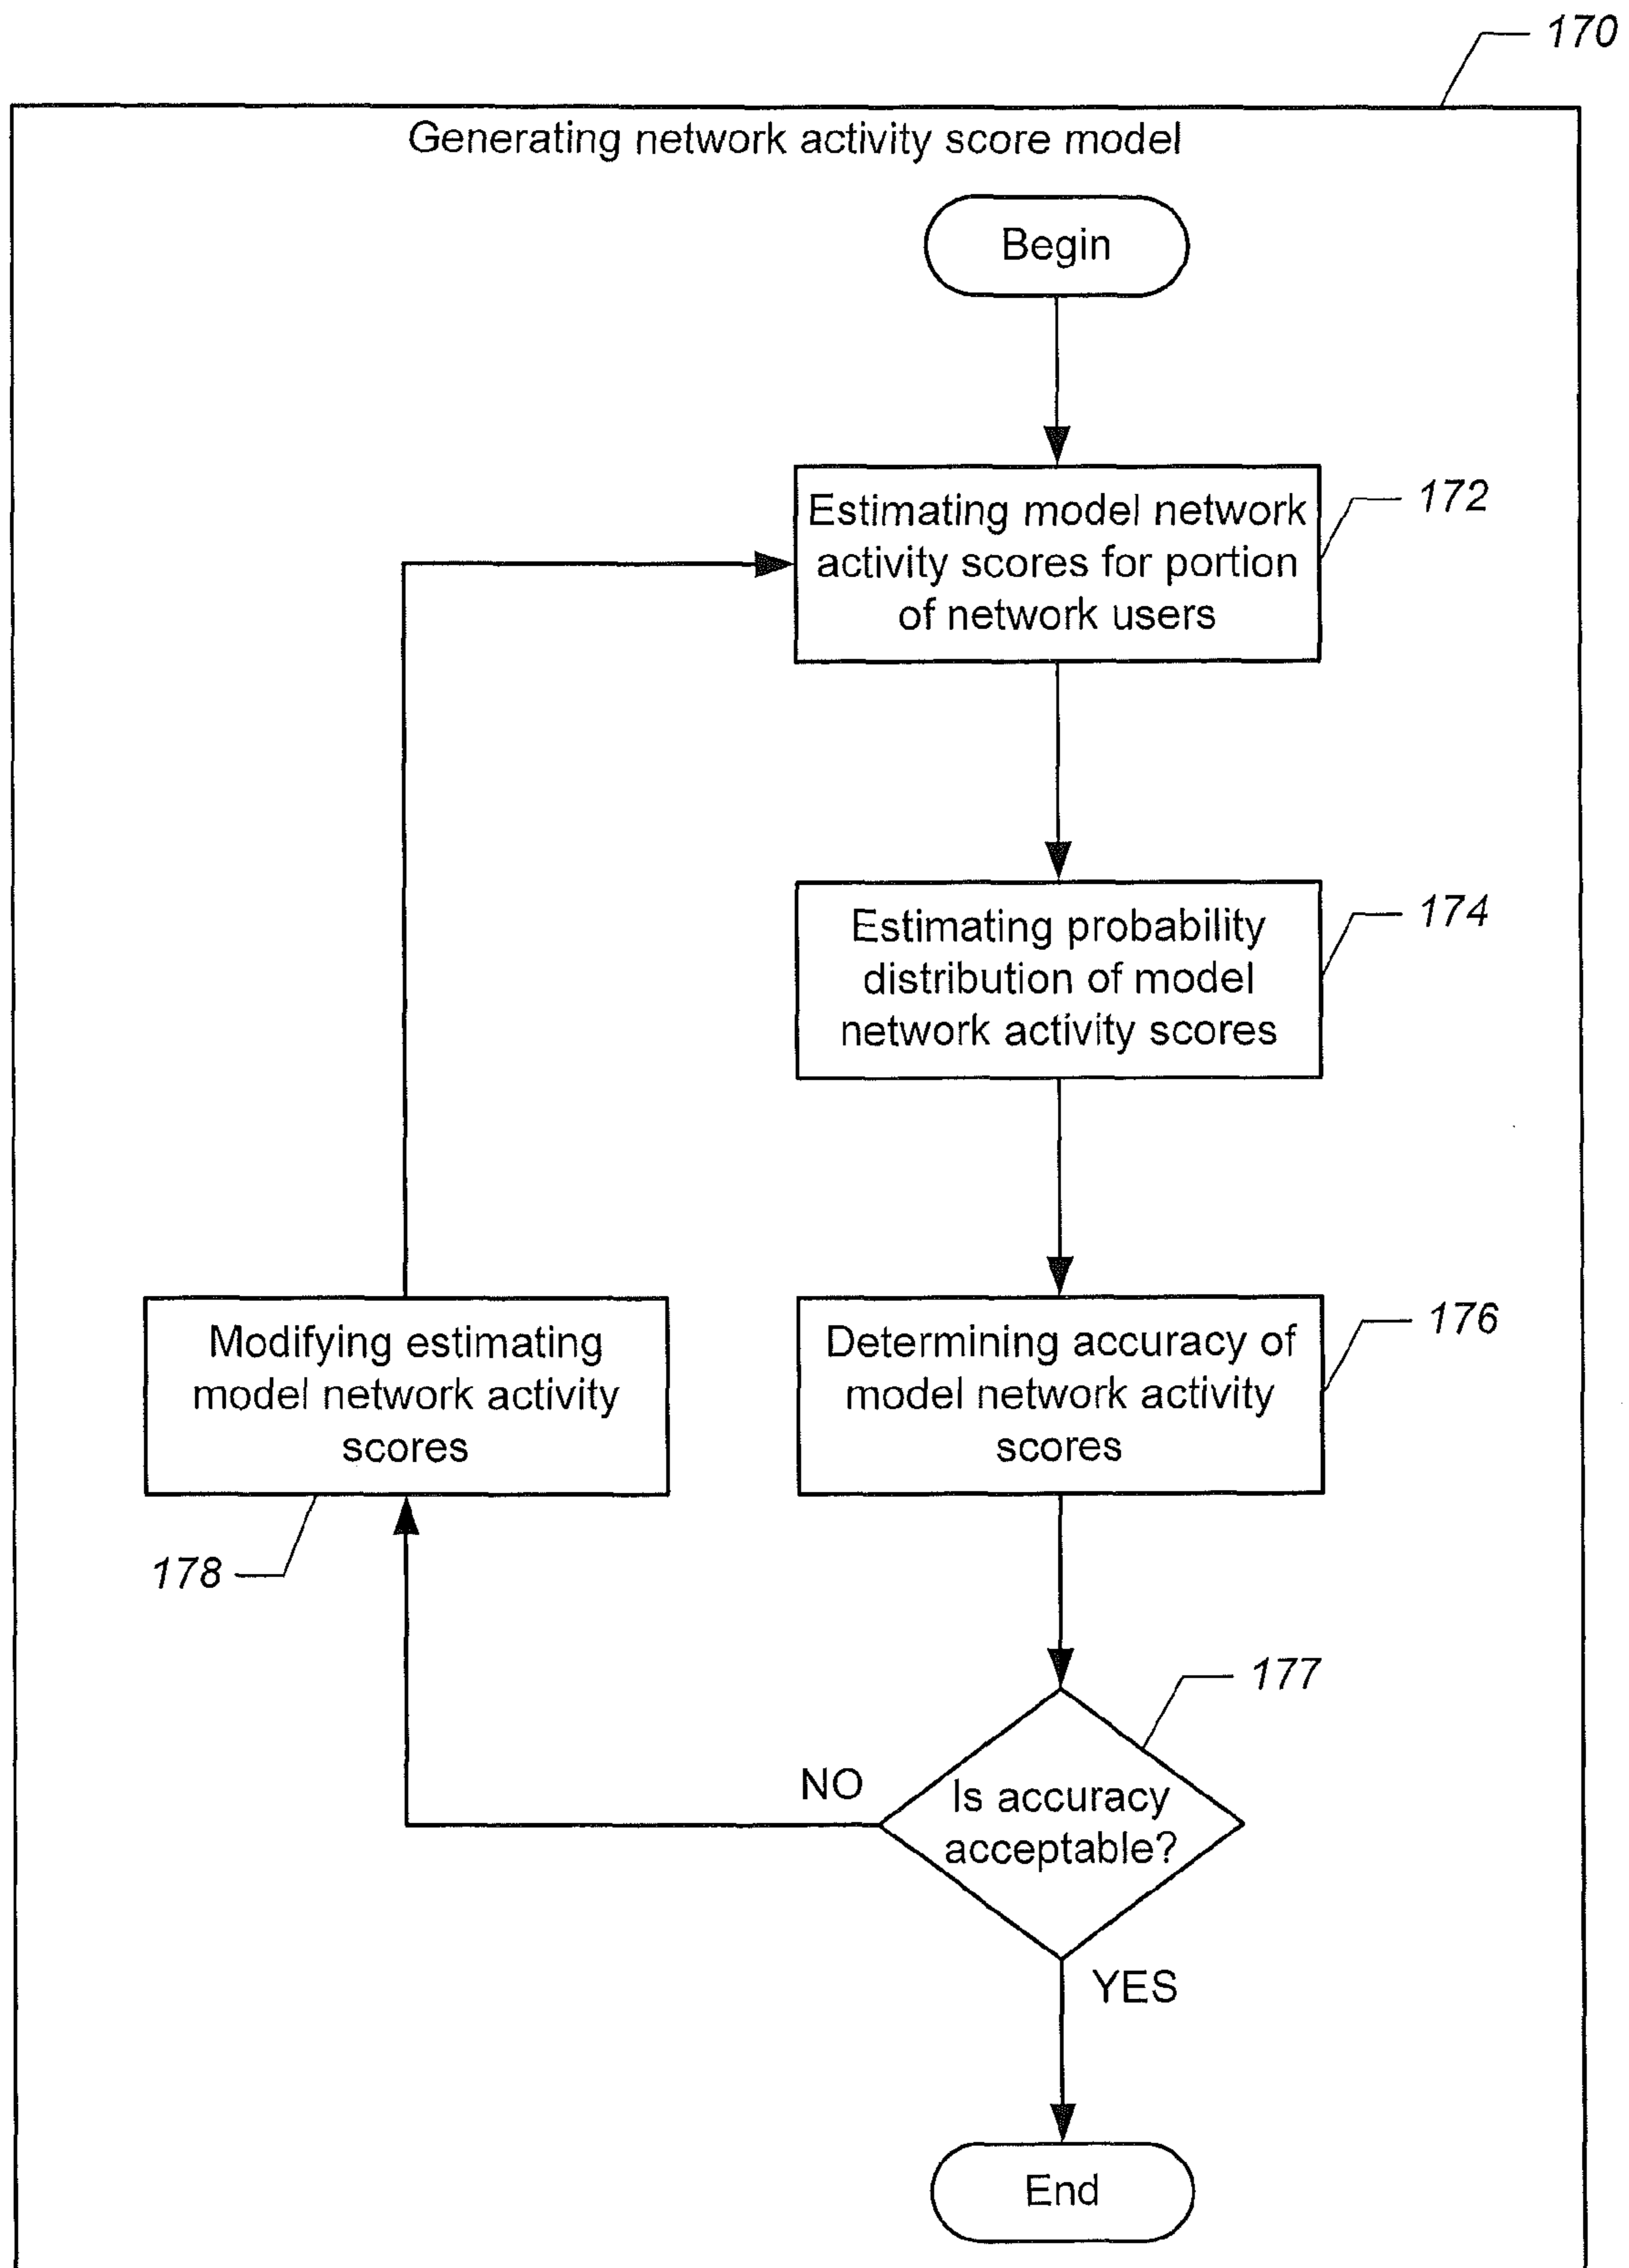 170
Generating network activity score model
Begin
Estimating model network
activity scores for portion
of network users
172
Estimating probability
distribution of model
network activity scores
174
Modifying estimating
model network activity
scores
178
Determining accuracy of
model network activity
scores
176
177
Is accuracy
acceptable?
NO
YES
End